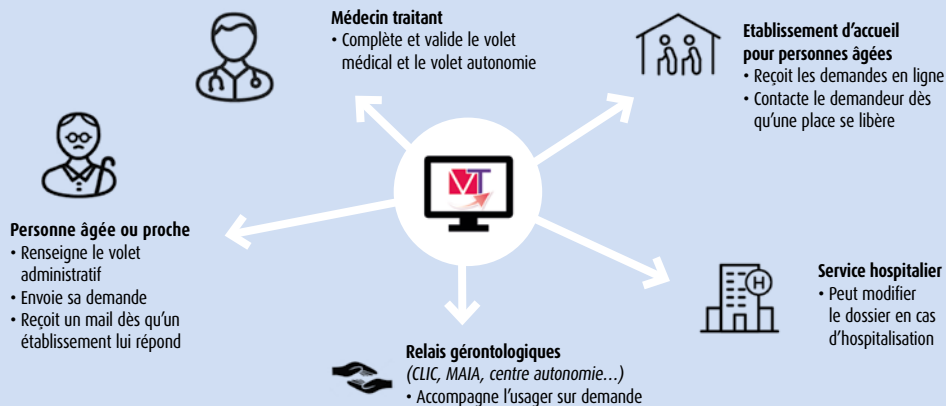 Médecin traitant
• Complète et valide le volet
médical et le volet autonomie
Etablissement d'accueil
pour personnes âgées
• Reçoit les demandes en ligne
• Contacte le demandeur dès
qu'une place se libère
VT
Personne âgée ou proche
• Renseigne le volet
administratif
• Envoie sa demande
• Reçoit un mail dès qu'un
établissement lui répond
H
Service hospitalier
• Peut modifier
le dossier en cas
d'hospitalisation
Relais gérontologiques
(CLIC, MAIA, centre autonomie...)
• Accompagne l'usager sur demande